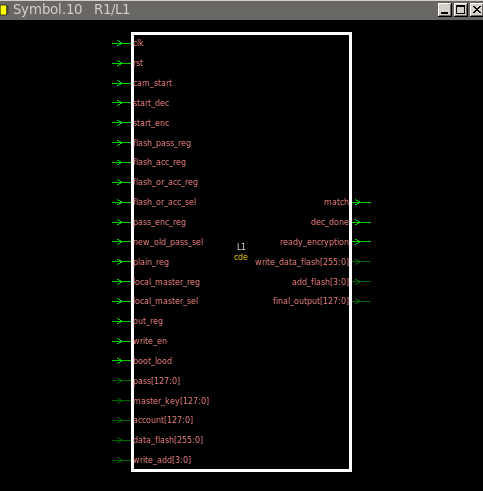 Symbol.10 R1/L1
clk
rst
cam_start
start_dec
start_enc
flash_pass_reg
flash_acc_reg
flash_or_acc_reg
flash_or_acc_sel
pass_enc_reg
new_old_pass_sel
plain_reg
local_master_reg
local_master_sel
out_reg
write_en
boot_lood
pass[127:0]
master_key[127:0]
account[127:0]
data_flash[255:0]
write_add[3:0]
L1
cde
match
dec_done
ready_encryption
write_data_flash[255:0]
add_flash[3:0]
final_output[127:0]